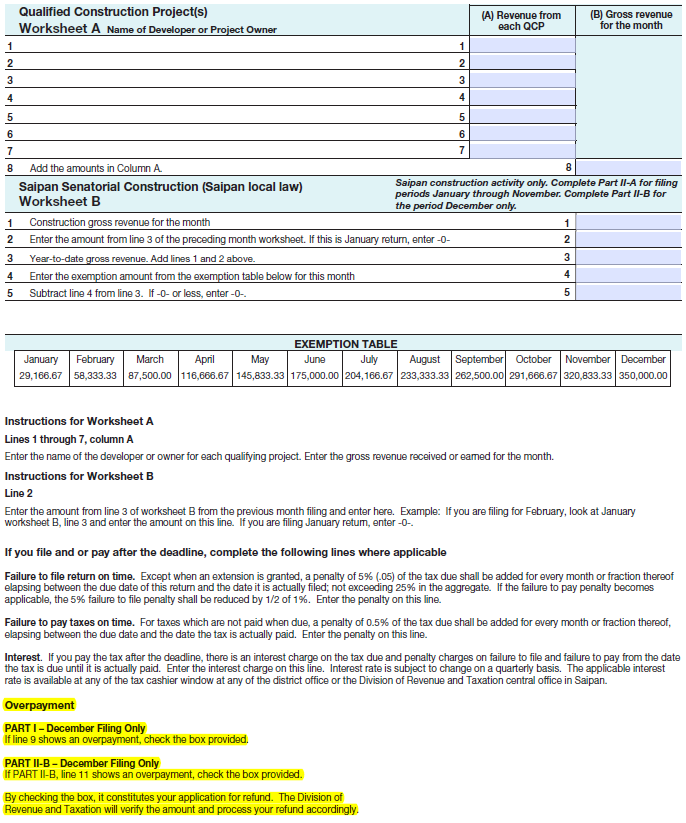 Qualified Construction Project(s)
Worksheet A Name of Developer or Project Owner
(A) Revenue from each QCP
(B) Gross revenue for the month
1 1
2 2
3 3
4 4
5 5
6 6
7 7
8 Add the amounts in Column A. 8
Saipan Senatorial Construction (Saipan local law)
Worksheet B
Saipan construction activity only. Complete Part II-A for filing
periods January through November. Complete Part II-B for
the period December only.
1 Construction gross revenue for the month 1
2 Enter the amount from line 3 of the preceding month worksheet. If this is January return, enter -0- 2
3 Year-to-date gross revenue. Add lines 1 and 2 above. 3
4 Enter the exemption amount from the exemption table below for this month 4
5 Subtract line 4 from line 3. If -0- or less, enter -0-. 5
EXEMPTION TABLE
January February March April May June July August September October November December
29,166.67 58,333.33 87,500.00 116,666.67 145,833.33 175,000.00 204,166.67 233,333.33 262,500.00 291,666.67 320,833.33 350,000.00
Instructions for Worksheet A
Lines 1 through 7, column A
Enter the name of the developer or owner for each qualifying project. Enter the gross revenue received or earned for the month.
Instructions for Worksheet B
Line 2
Enter the amount from line 3 of worksheet B from the previous month filing and enter here. Example: If you are filing for February, look at January
worksheet B, line 3 and enter the amount on this line. If you are filing January return, enter -0-.
If you file and or pay after the deadline, complete the following lines where applicable
Failure to file return on time. Except when an extension is granted, a penalty of 5% (.05) of the tax due shall be added for every month or fraction thereof
elapsing between the due date of this return and the date it is actually filed; not exceeding 25% in the aggregate. If the failure to pay penalty becomes
applicable, the 5% failure to file penalty shall be reduced by 1/2 of 1%. Enter the penalty on this line.
Failure to pay taxes on time. For taxes which are not paid when due, a penalty of 0.5% of the tax due shall be added for every month or fraction thereof,
elapsing between the due date and the date the tax is actually paid. Enter the penalty on this line.
Interest. If you pay the tax after the deadline, there is an interest charge on the tax due and penalty charges on failure to file and failure to pay from the date
the tax is due until it is actually paid. Enter the interest charge on this line. Interest rate is subject to change on a quarterly basis. The applicable interest
rate is available at any of the tax cashier window at any of the district office or the Division of Revenue and Taxation central office in Saipan.
Overpayment
PART I – December Filing Only
If line 9 shows an overpayment, check the box provided.
PART II-B – December Filing Only
If PART II-B, line 11 shows an overpayment, check the box provided.
By checking the box, it constitutes your application for refund. The Division of
Revenue and Taxation will verify the amount and process your refund accordingly.